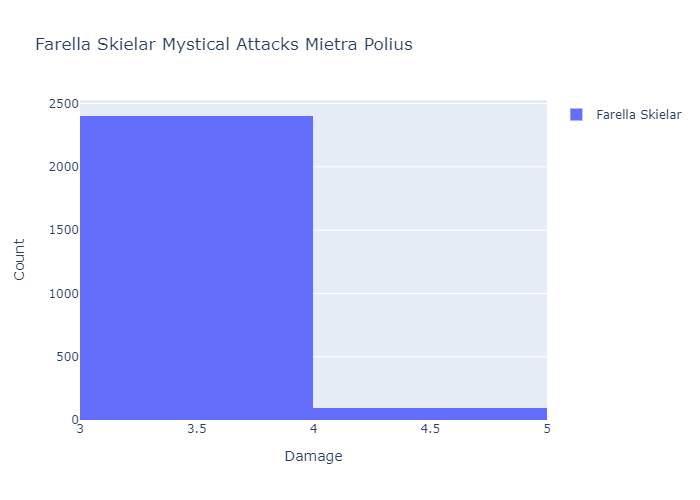 Farella Skielar Mystical Attacks Mietra Polius
Farella Skielar
2500
2000
1500
1000
500
0
Count
3
3.5
4
4.5
5
Damage